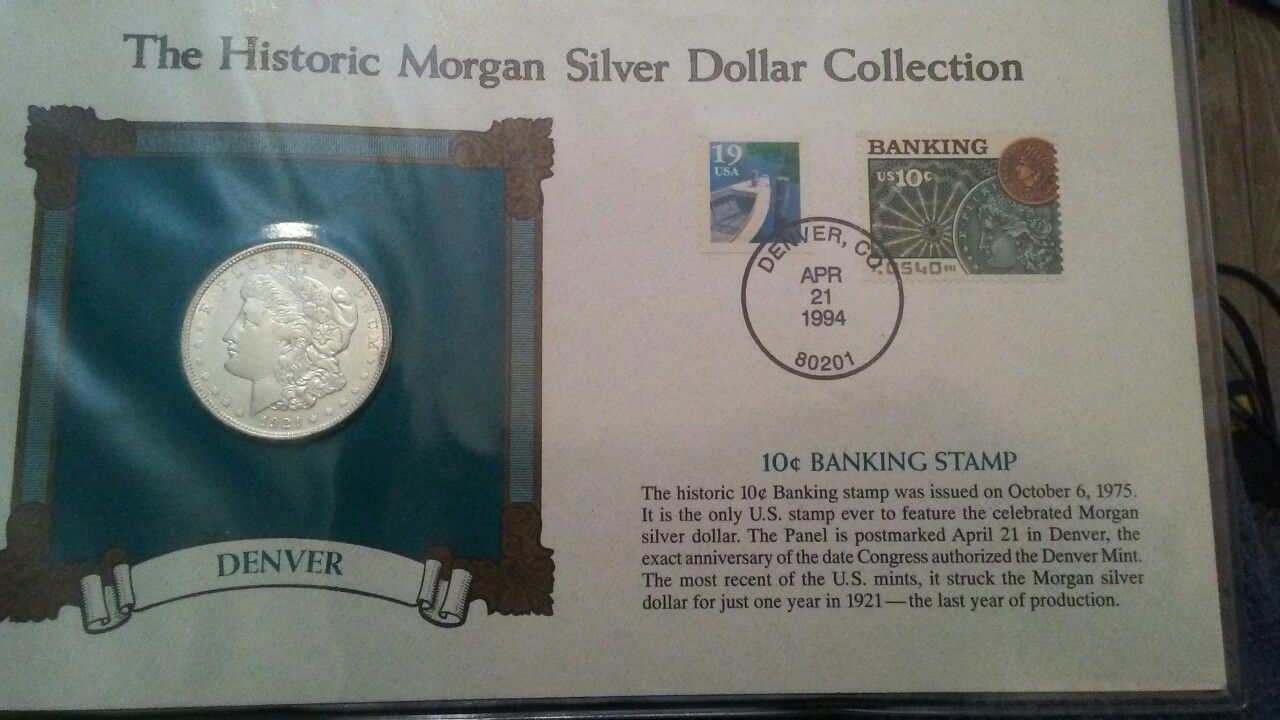 The Historic Morgan Silver Dollar Collection
E PLURIBUS UNUM
1921
DENVER
19
USA
BANKING
US10¢
DENVER, CO
APR
21
1994
80201
10¢ BANKING STAMP
The historic 10¢ Banking stamp was issued on October 6, 1975.
It is the only U.S. stamp ever to feature the celebrated Morgan
silver dollar. The Panel is postmarked April 21 in Denver, the
exact anniversary of the date Congress authorized the Denver Mint.
The most recent of the U.S. mints, it struck the Morgan silver
dollar for just one year in 1921—the last year of production.